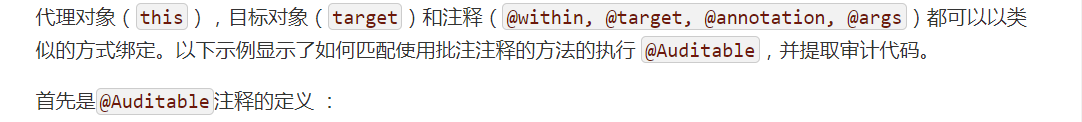 代理对象（this），目标对象（target）和注释（@within, @target, @annotation, @args）都可以以类
似的方式绑定。以下示例显示了如何匹配使用批注注释的方法的执行 @Auditable，并提取审计代码。
首先是@Auditable注释的定义 ：